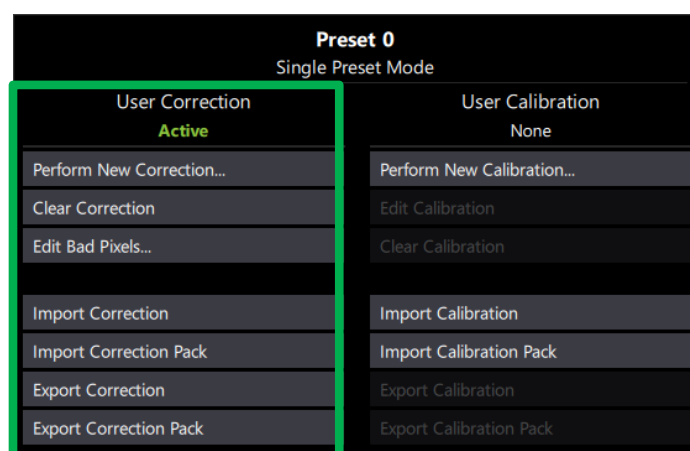 Preset 0
Single Preset Mode
User Correction
Active
Perform New Correction...
Clear Correction
Edit Bad Pixels...
Import Correction
Import Correction Pack
Export Correction
Export Correction Pack
User Calibration
None
Perform New Calibration...
Edit Calibration
Clear Calibration
Import Calibration
Import Calibration Pack
Export Calibration
Export Calibration Pack